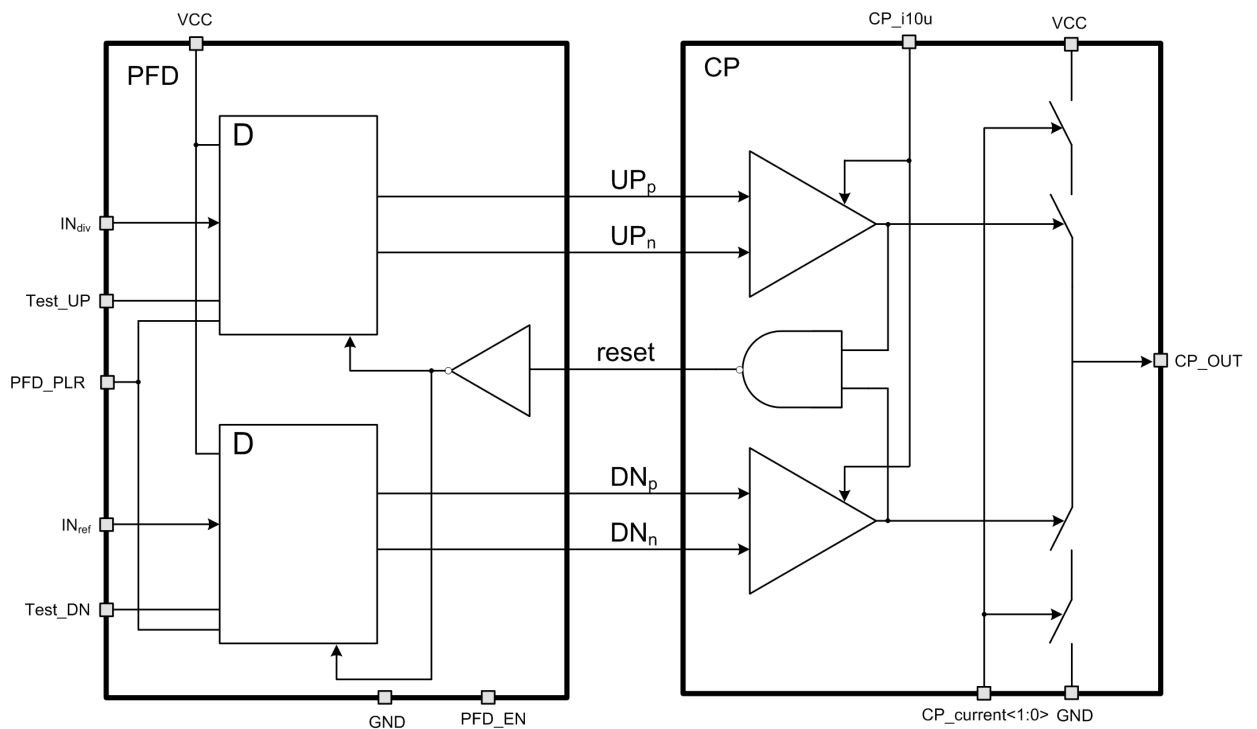 VCC
CP_i10u
VCC
PFD
CP
D
UPp
INdiv
UPn
Test_UP
reset
PFD_PLR
CP_OUT
D
DNp
INref
DNn
Test_DN
GND
PFD_EN
CP_current<1:0>
GND